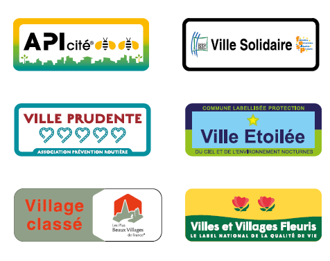 APIcité®
Ville Solidaire
VILLE PRUDENTE
ASSOCIATION PRÉVENTION ROUTIÈRE
COMMUNE LABELLISÉE PROTECTION
Ville Etoilée
DU CIEL ET DE L'ENVIRONNEMENT NOCTURNES
Village
classé
Les Plus
Beaux Villages
de France®
Villes et Villages Fleuris
LE LABEL NATIONAL DE LA QUALITÉ DE VIE